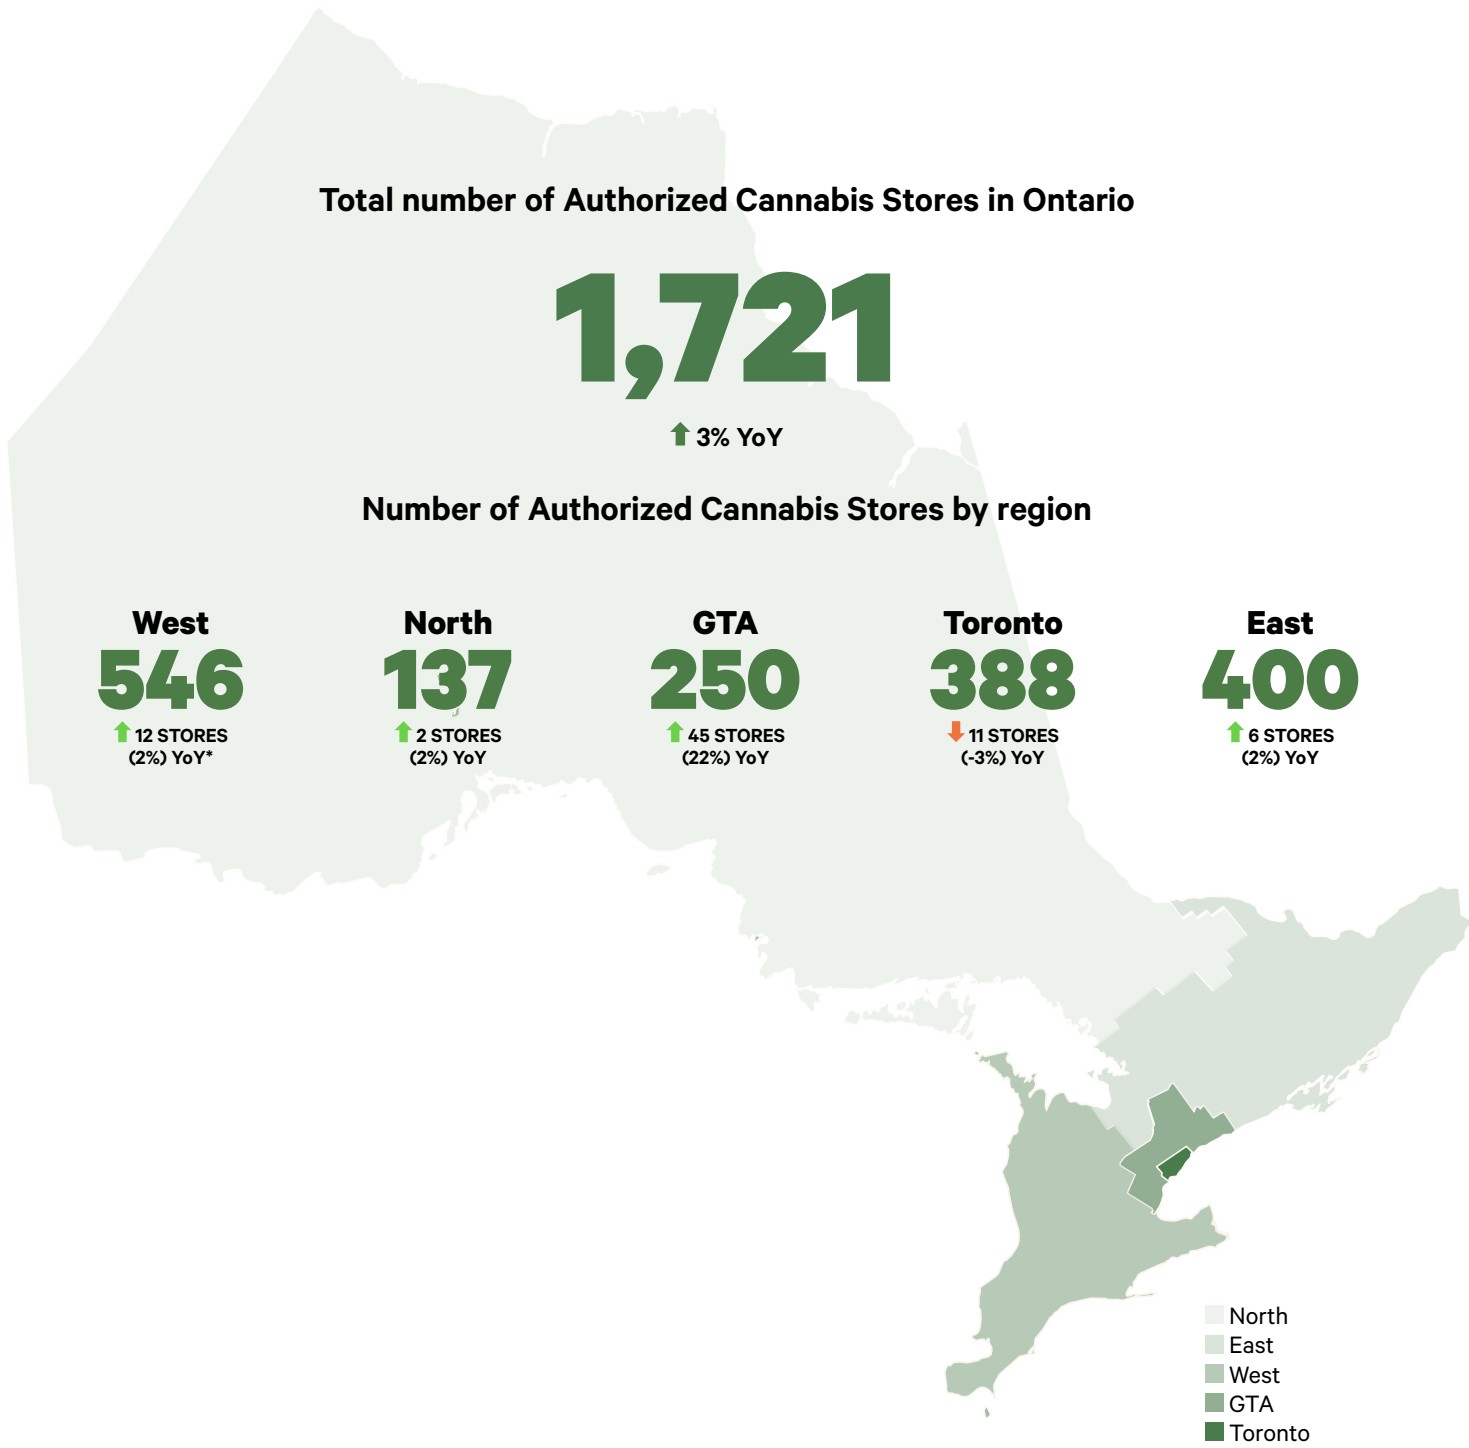 Total number of Authorized Cannabis Stores in Ontario
1,721
3% YoY
Number of Authorized Cannabis Stores by region
West
546
12 STORES
(2%) YoY*
North
137
2 STORES
(2%) YoY
GTA
250
45 STORES
(22%) YoY
Toronto
388
11 STORES
(-3%) YoY
East
400
6 STORES
(2%) YoY
North
East
West
GTA
Toronto